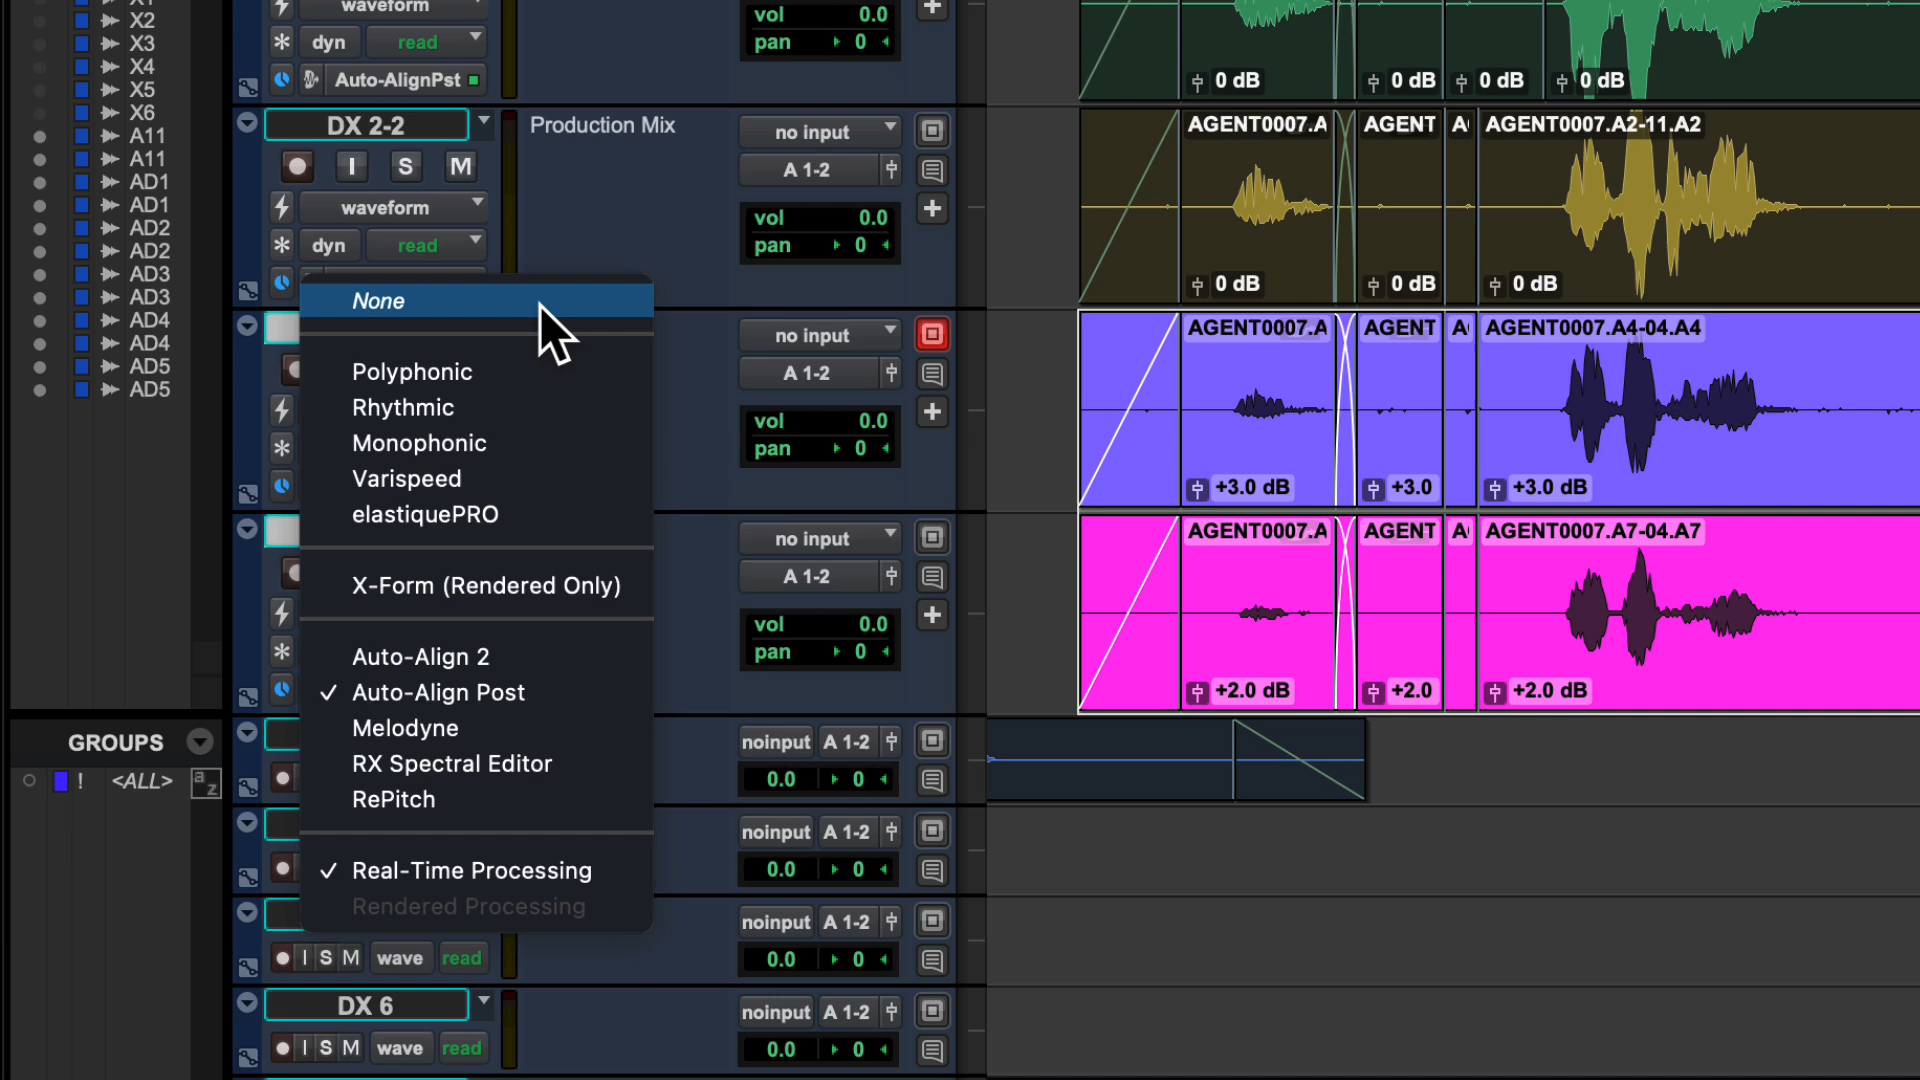 X1
X2
X3
X4
X5
X6
A11
A11
AD1
AD1
AD2
AD2
AD3
AD3
AD4
AD4
AD5
AD5
GROUPS
! <ALL>
a z
waveform
dyn read
Auto-AlignPst
vol 0.0
pan 0
0 dB 0 dB 0 dB 0 dB
DX 2-2
Production Mix
no input
I S M
A 1-2
waveform
vol 0.0
dyn read
pan 0
AGENT0007.A AGENT A AGENT0007.A2-11.A2
0 dB 0 dB 0 dB
None
Polyphonic
Rhythmic
Monophonic
Varispeed
elastiquePRO
X-Form (Rendered Only)
Auto-Align 2
✓ Auto-Align Post
Melodyne
RX Spectral Editor
RePitch
✓ Real-Time Processing
Rendered Processing
no input
A 1-2
vol 0.0
pan 0
AGENT0007.A AGENT A AGENT0007.A4-04.A4
+3.0 dB +3.0 +3.0 dB
no input
A 1-2
vol 0.0
pan 0
AGENT0007.A AGENT A AGENT0007.A7-04.A7
+2.0 dB +2.0 +2.0 dB
noinput A 1-2
0.0 0
noinput A 1-2
0.0 0
noinput A 1-2
I S M wave read
0.0 0
DX 6
noinput A 1-2
I S M wave read
0.0 0